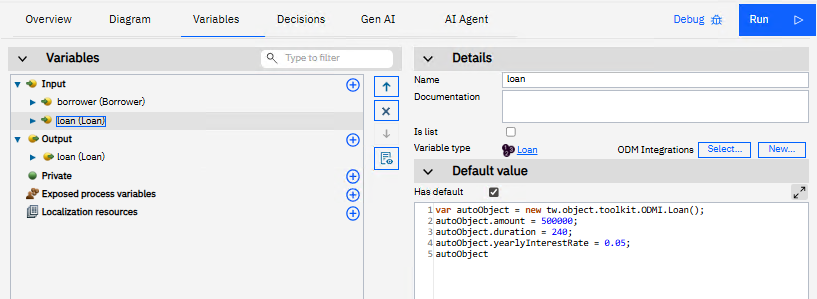 Overview Diagram Variables Decisions Gen AI AI Agent Debug Run
Variables Type to filter
Input
borrower (Borrower)
loan (Loan)
Output
loan (Loan)
Private
Exposed process variables
Localization resources
Details
Name loan
Documentation
Is list
Variable type Loan ODM Integrations Select... New...
Default value
Has default
1 var autoObject = new tw.object.toolkit.ODMI.Loan();
2 autoObject.amount = 500000;
3 autoObject.duration = 240;
4 autoObject.yearlyInterestRate = 0.05;
5 autoObject